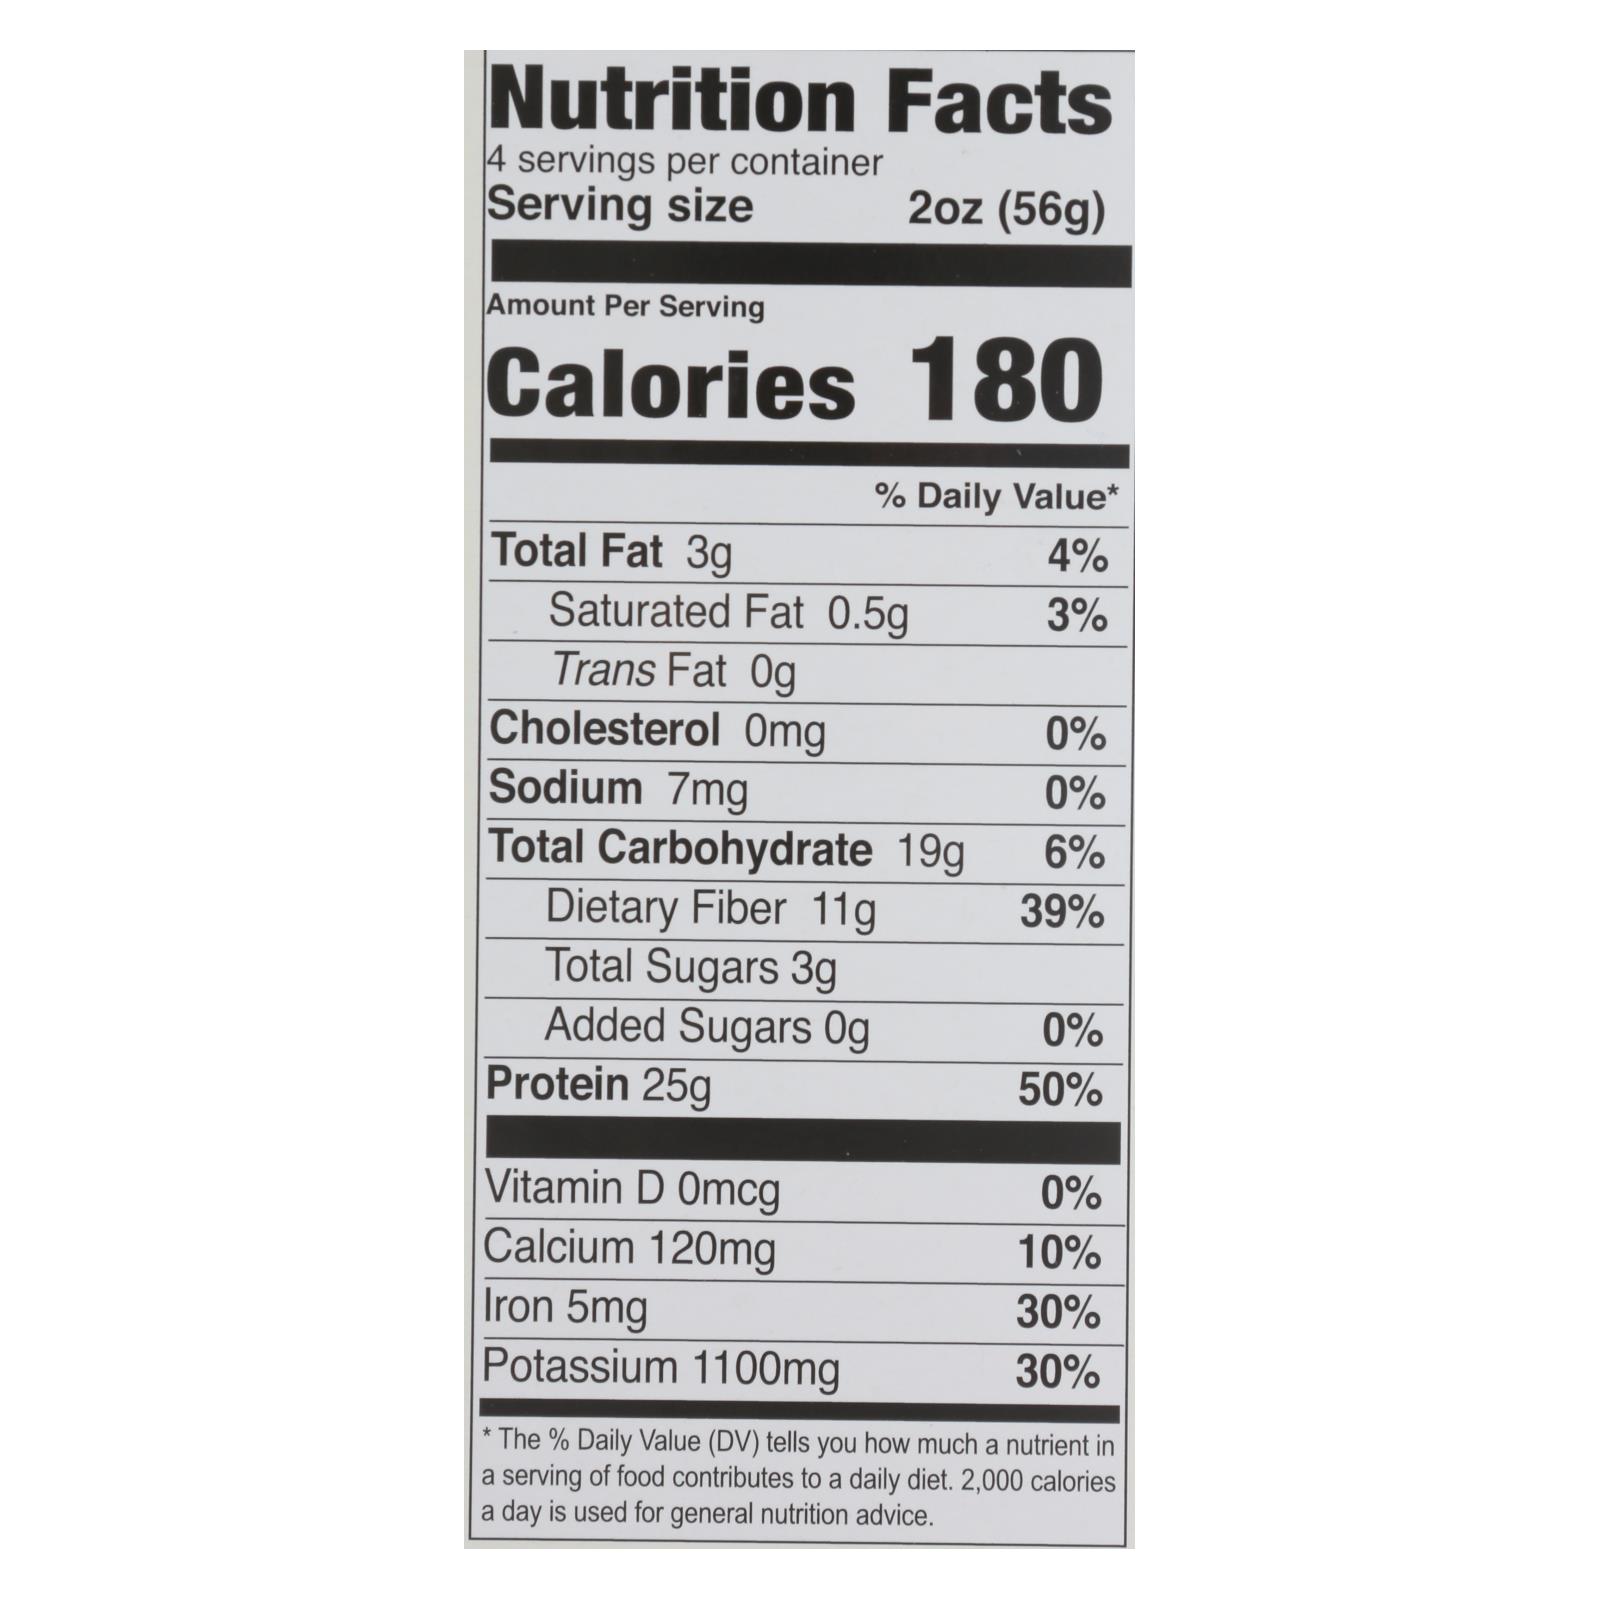 Nutrition Facts
4 servings per container
Serving size 2oz (56g)
Amount Per Serving
Calories 180
% Daily Value*
Total Fat 3g 4%
Saturated Fat 0.5g 3%
Trans Fat 0g
Cholesterol 0mg 0%
Sodium 7mg 0%
Total Carbohydrate 19g 6%
Dietary Fiber 11g 39%
Total Sugars 3g
Added Sugars 0g 0%
Protein 25g 50%
Vitamin D 0mcg 0%
Calcium 120mg 10%
Iron 5mg 30%
Potassium 1100mg 30%
* The % Daily Value (DV) tells you how much a nutrient in
a serving of food contributes to a daily diet. 2,000 calories
a day is used for general nutrition advice.